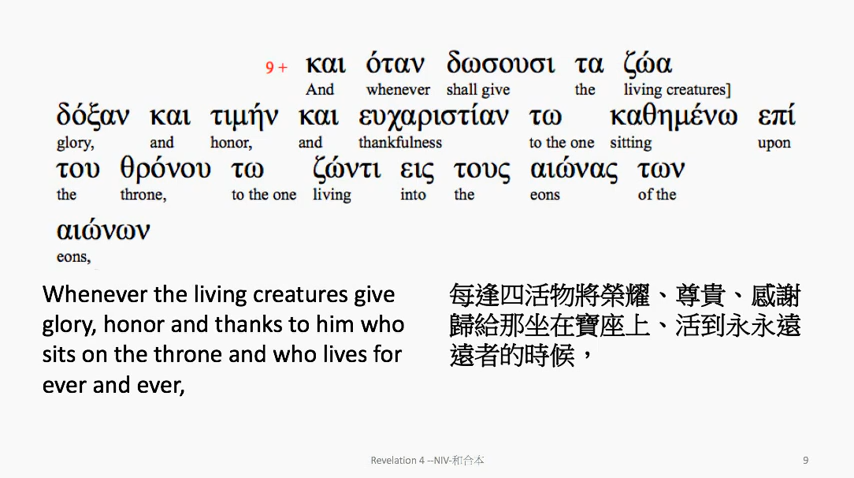 9+ και όταν δωσουσι τα ζώα
And whenever shall give the living creatures]
δόξαν και τιμήν και ευχαριστίαν τω καθημένω επί
glory, and honor, and thankfulness to the one sitting upon
του θρόνου τω ζώντι εις τους αιώνας των
the throne, to the one living into the eons of the
αιώνων
eons,
Whenever the living creatures give
glory, honor and thanks to him who
sits on the throne and who lives for
ever and ever,
每逢四活物將榮耀、尊貴、感謝
歸給那坐在寶座上、活到永永遠
遠者的時候，
Revelation 4 --NIV-和合本
9